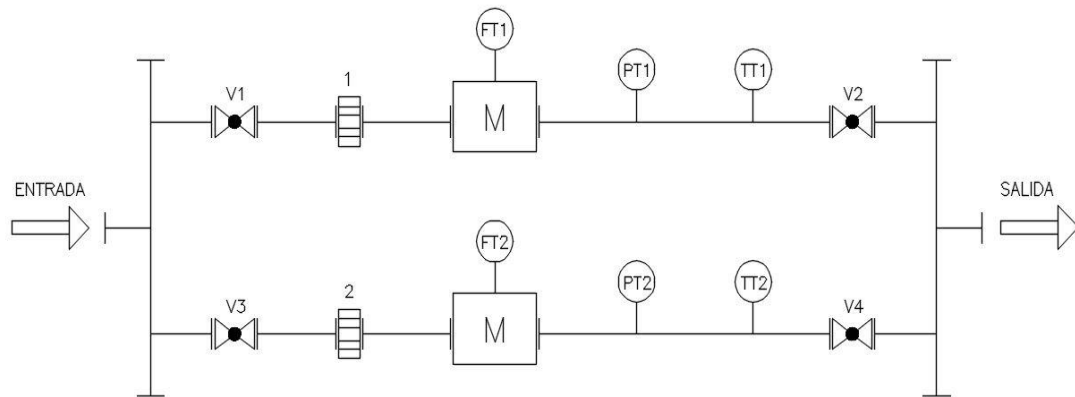 FT1
1
PT1
TT1
V1
V2
M
ENTRADA
SALIDA
FT2
2
PT2
TT2
V3
V4
M